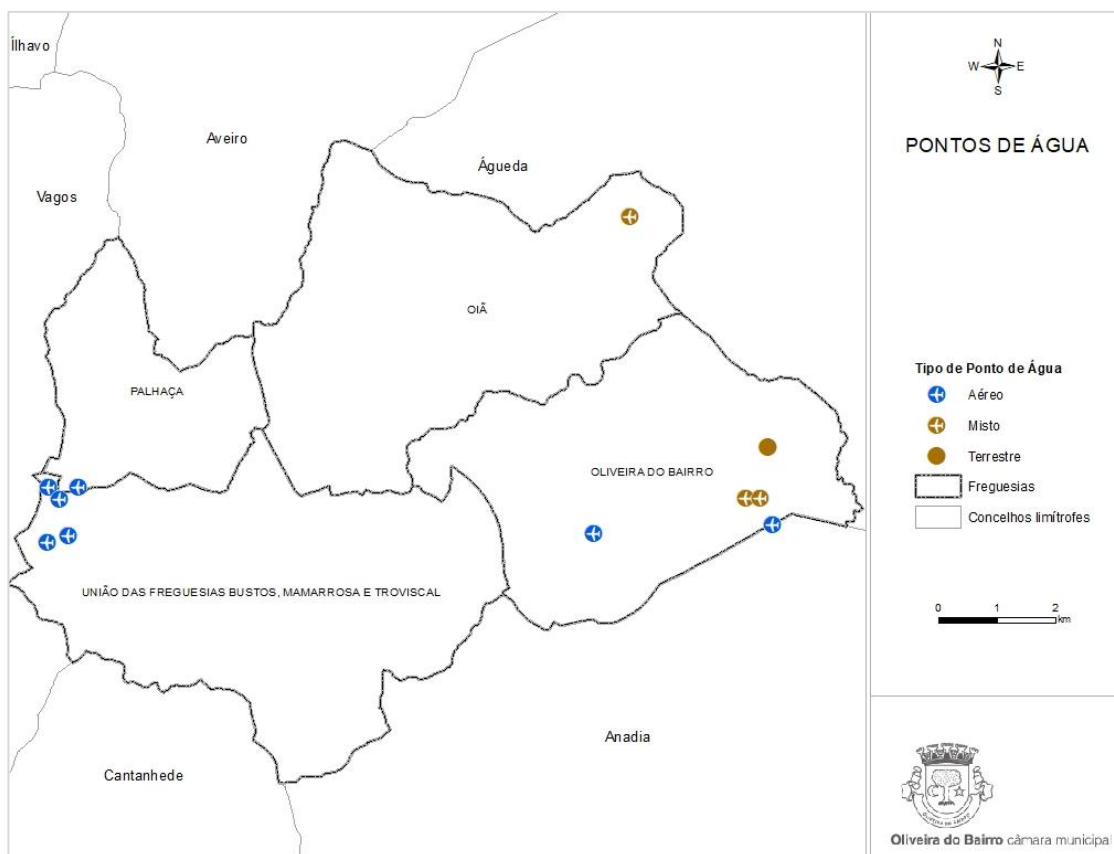 Ílhavo
Aveiro
Águeda
Vagos
OIÃ
PALHAÇA
OLIVEIRA DO BAIRRO
UNIÃO DAS FREGUESIAS BUSTOS, MAMARROSA E TROVISCAL
Anadia
Cantanhede
N
W E
S
PONTOS DE ÁGUA
Tipo de Ponto de Água
Aéreo
Misto
Terrestre
Freguesias
Concelhos limítrofes
0 1 2
km
Oliveira do Bairro câmara municipal